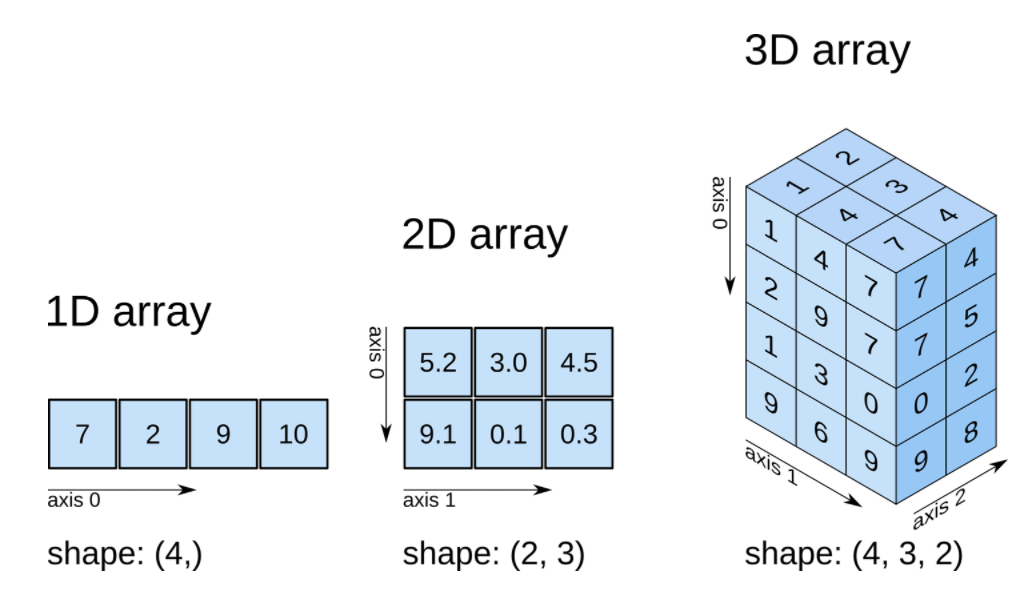 1D array
7 2 9 10
axis 0
shape: (4,)
2D array
axis 0
5.2 3.0 4.5
9.1 0.1 0.3
axis 1
shape: (2, 3)
3D array
axis 0
2
1 3
4 4
7
1 4 7 7 4
2 9 7 7 5
1 3 0 0 2
9 6 9 9 8
axis 1
axis 2
shape: (4, 3, 2)